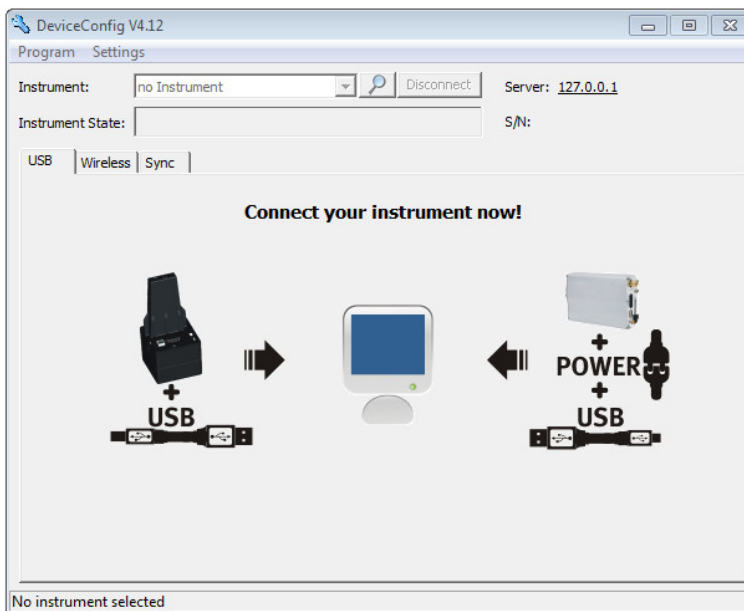 DeviceConfig V4.12
Program Settings
Instrument: no Instrument Disconnect Server: 127.0.0.1
Instrument State: S/N:
USB Wireless Sync
Connect your instrument now!
+
POWER
+
+
USB
USB
No instrument selected